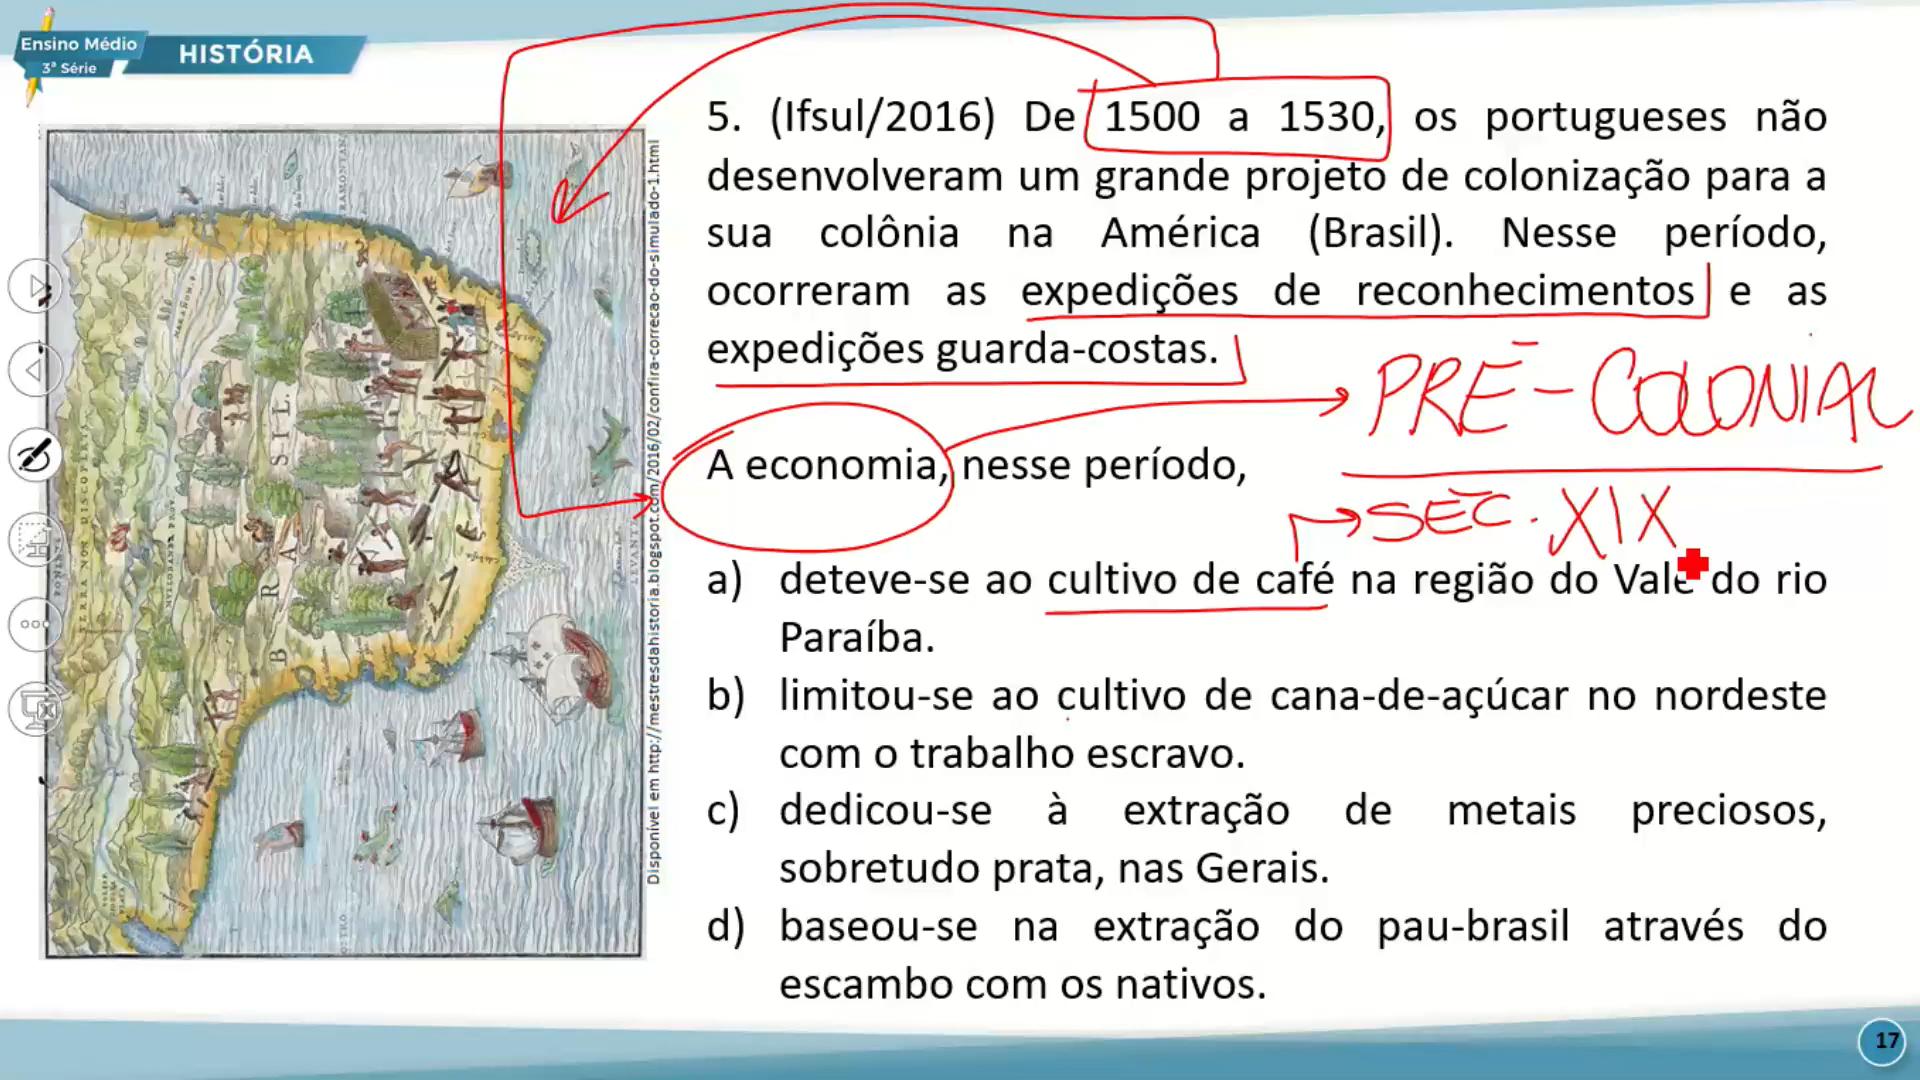 Ensino Médio
3ª Série
HISTÓRIA
5. (Ifsul/2016) De 1500 a 1530, os portugueses não
desenvolveram um grande projeto de colonização para a
sua colônia na América (Brasil). Nesse período,
ocorreram as expedições de reconhecimentos e as
expedições guarda-costas.
PRÉ-COLONIAL
A economia, nesse período,
SÉC. XIX
a) deteve-se ao cultivo de café na região do Vale do rio
Paraíba.
b) limitou-se ao cultivo de cana-de-açúcar no nordeste
com o trabalho escravo.
c) dedicou-se à extração de metais preciosos,
sobretudo prata, nas Gerais.
d) baseou-se na extração do pau-brasil através do
escambo com os nativos.
Disponível em http://mestresdahistoria.blogspot.com/2016/02/confira-correcao-do-simulado-1.html
BRASIL.
TERRA NON DISCOPERTA
17